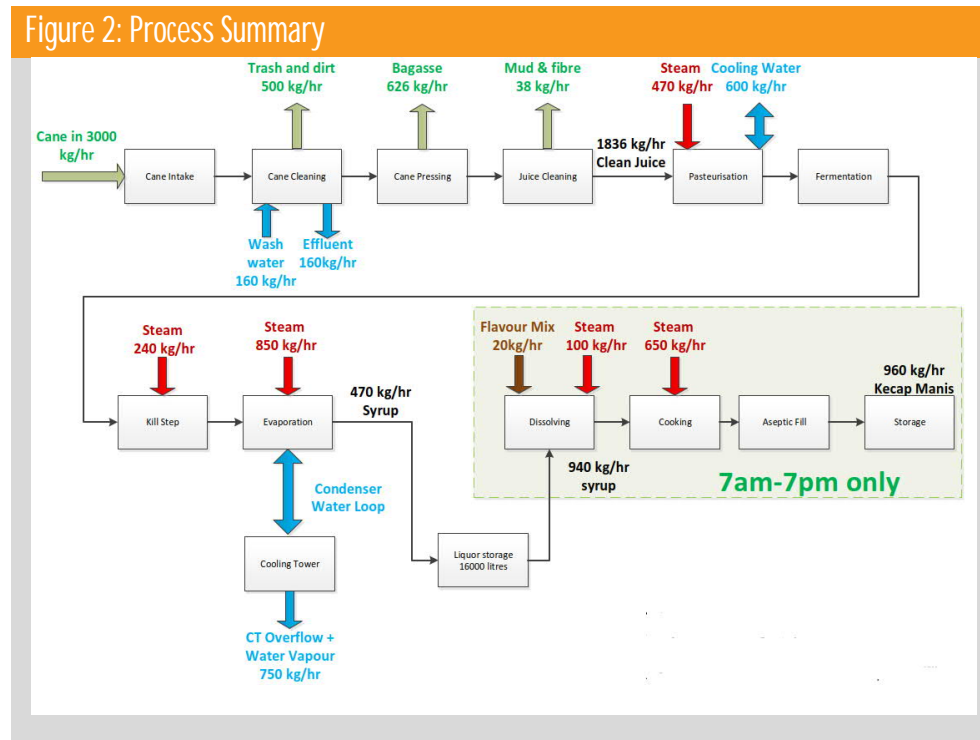 Figure 2: Process Summary
Trash and dirt
500 kg/hr
Bagasse
626 kg/hr
Mud & fibre
38 kg/hr
Steam
470 kg/hr
Cooling Water
600 kg/hr
Cane in 3000
kg/hr
1836 kg/hr
Clean Juice
Cane Intake
Cane Cleaning
Cane Pressing
Juice Cleaning
Pasteurisation
Fermentation
Wash
water
160 kg/hr
Effluent
160kg/hr
Steam
240 kg/hr
Steam
850 kg/hr
470 kg/hr
Syrup
Flavour Mix
20kg/hr
Steam
100 kg/hr
Steam
650 kg/hr
960 kg/hr
Kecap Manis
Kill Step
Evaporation
Dissolving
Cooking
Aseptic Fill
Storage
940 kg/hr
syrup
7am-7pm only
Condenser
Water Loop
Cooling Tower
Liquor storage
16000 litres
CT Overflow +
Water Vapour
750 kg/hr